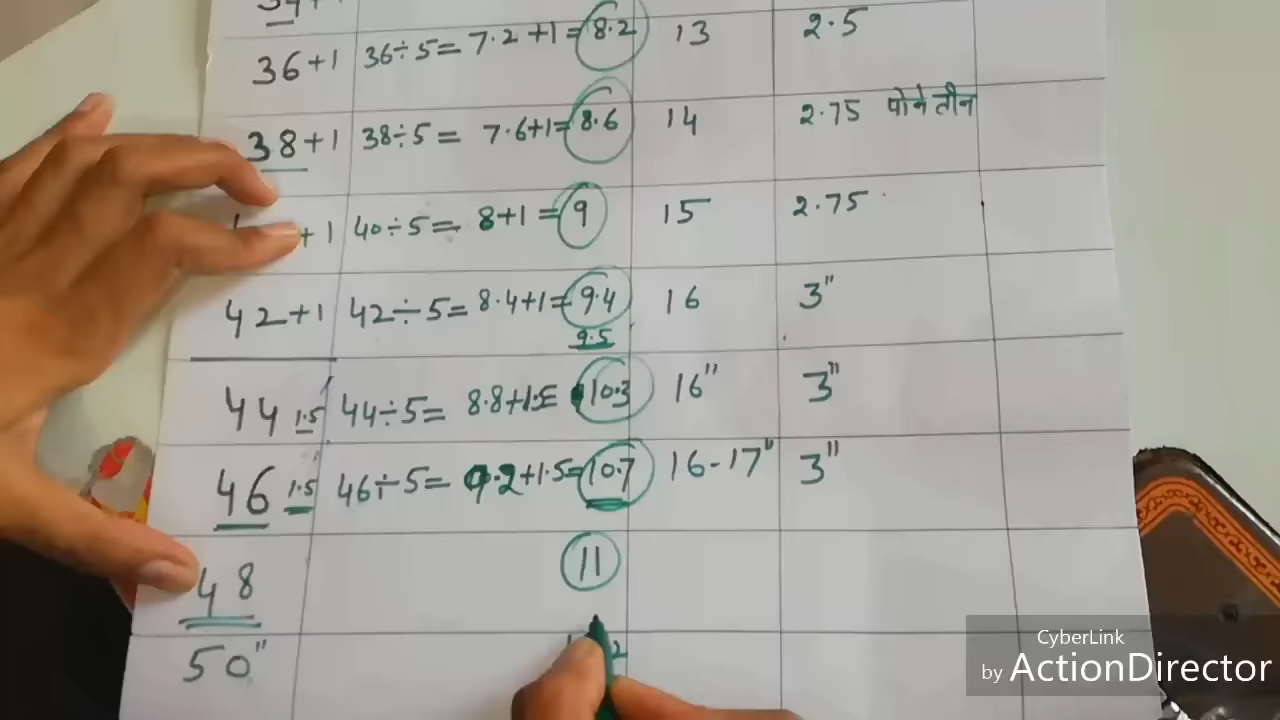 36+1 36÷5= 7.2+1= 8.2 13 2.5
38+1 38÷5= 7.6+1= 8.6 14 2.75 पोने तीन
+1 40÷5= 8+1= 9 15 2.75
42+1 42÷5= 8.4+1= 9.4 16 3"
9.5
44 1.5 44÷5= 8.8+1.5= 10.3 16" 3"
46 1.5 46÷5= 9.2+1.5= 10.7 16-17" 3"
48 11
50"
CyberLink
by ActionDirector